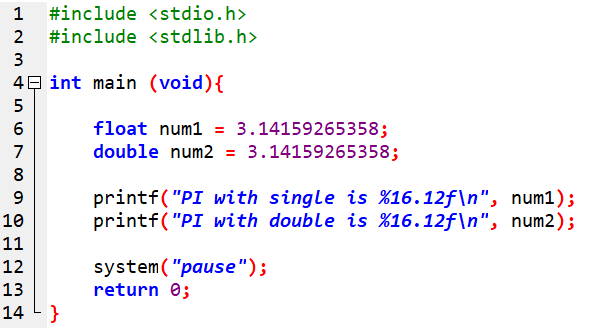 1 #include <stdio.h>
2 #include <stdlib.h>
3
4 int main (void){
5
6 float num1 = 3.14159265358;
7 double num2 = 3.14159265358;
8
9 printf("PI with single is %16.12f\n", num1);
10 printf("PI with double is %16.12f\n", num2);
11
12 system("pause");
13 return 0;
14 }